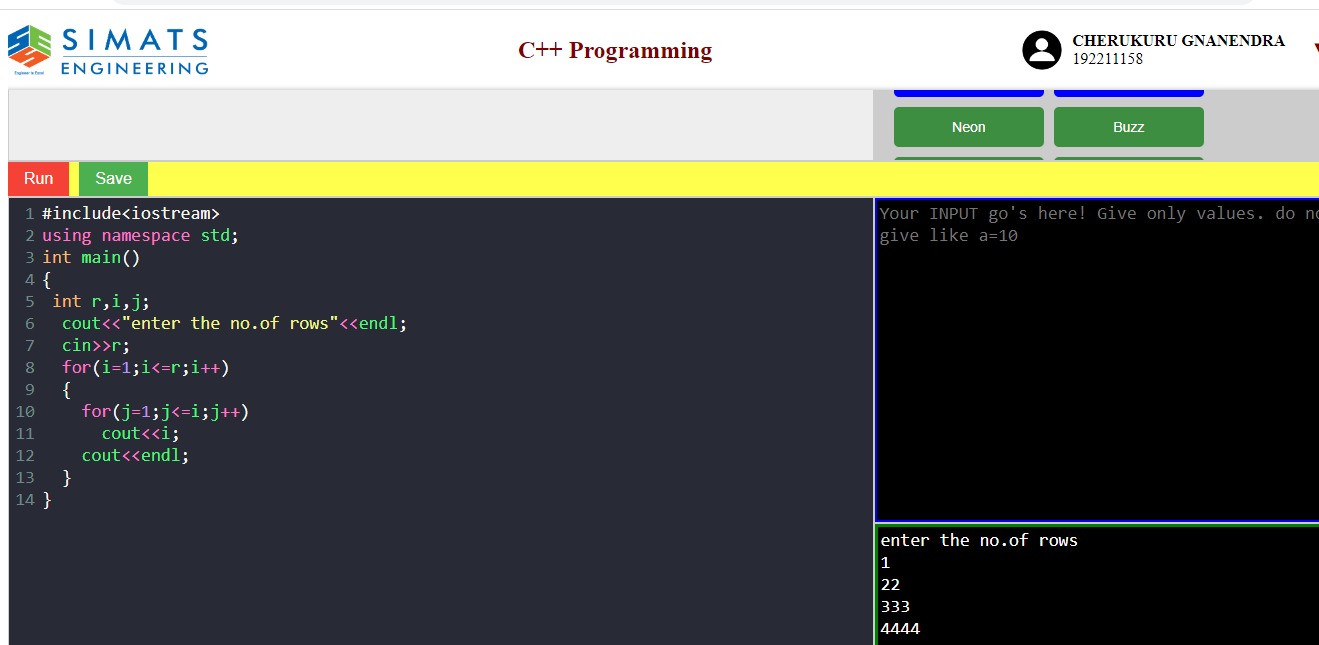 SIMATS
ENGINEERING
Engineer to Excel
C++ Programming
CHERUKURU GNANENDRA
192211158
Neon
Buzz
Run
Save
1 #include<iostream>
2 using namespace std;
3 int main()
4 {
5 int r,i,j;
6 cout<<"enter the no.of rows"<<endl;
7 cin>>r;
8 for(i=1;i<=r;i++)
9 {
10 for(j=1;j<=i;j++)
11 cout<<i;
12 cout<<endl;
13 }
14 }
Your INPUT go's here! Give only values. do
give like a=10
enter the no.of rows
1
22
333
4444